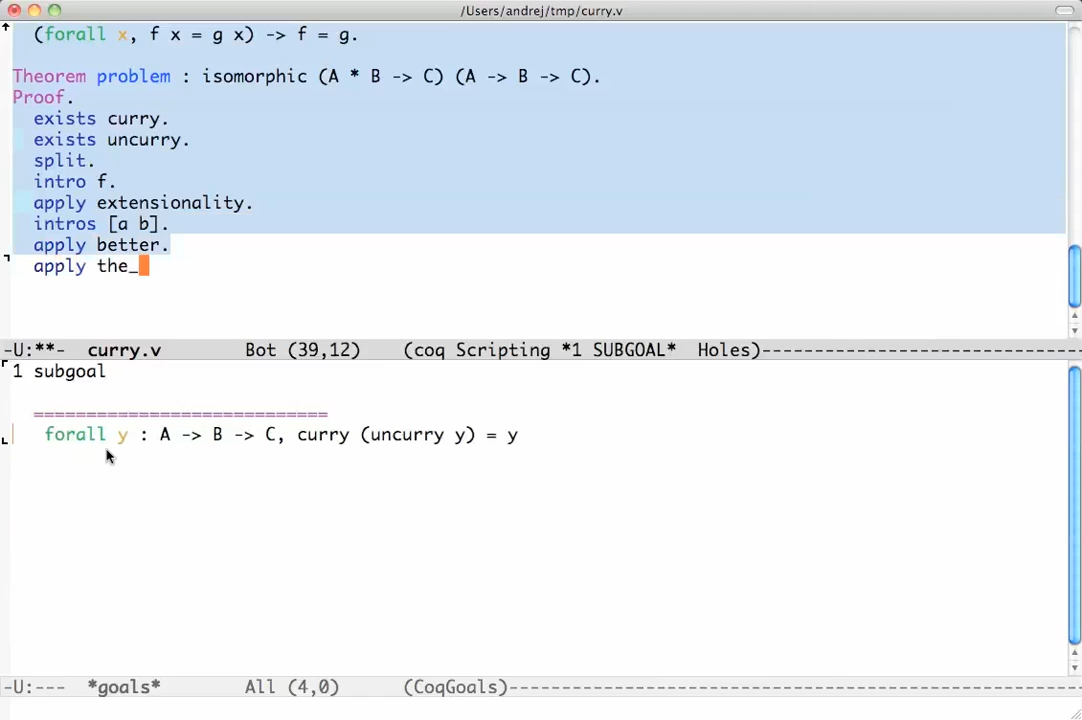 /Users/andrej/tmp/curry.v
(forall x, f x = g x) -> f = g.
Theorem problem : isomorphic (A * B -> C) (A -> B -> C).
Proof.
exists curry.
exists uncurry.
split.
intro f.
apply extensionality.
intros [a b].
apply better.
apply the_
-U:**-  curry.v        Bot (39,12)    (coq Scripting *1 SUBGOAL*  Holes)-------------------------------
1 subgoal
============================
forall y : A -> B -> C, curry (uncurry y) = y
-U:---  *goals*        All (4,0)      (CoqGoals)-------------------------------------------------------